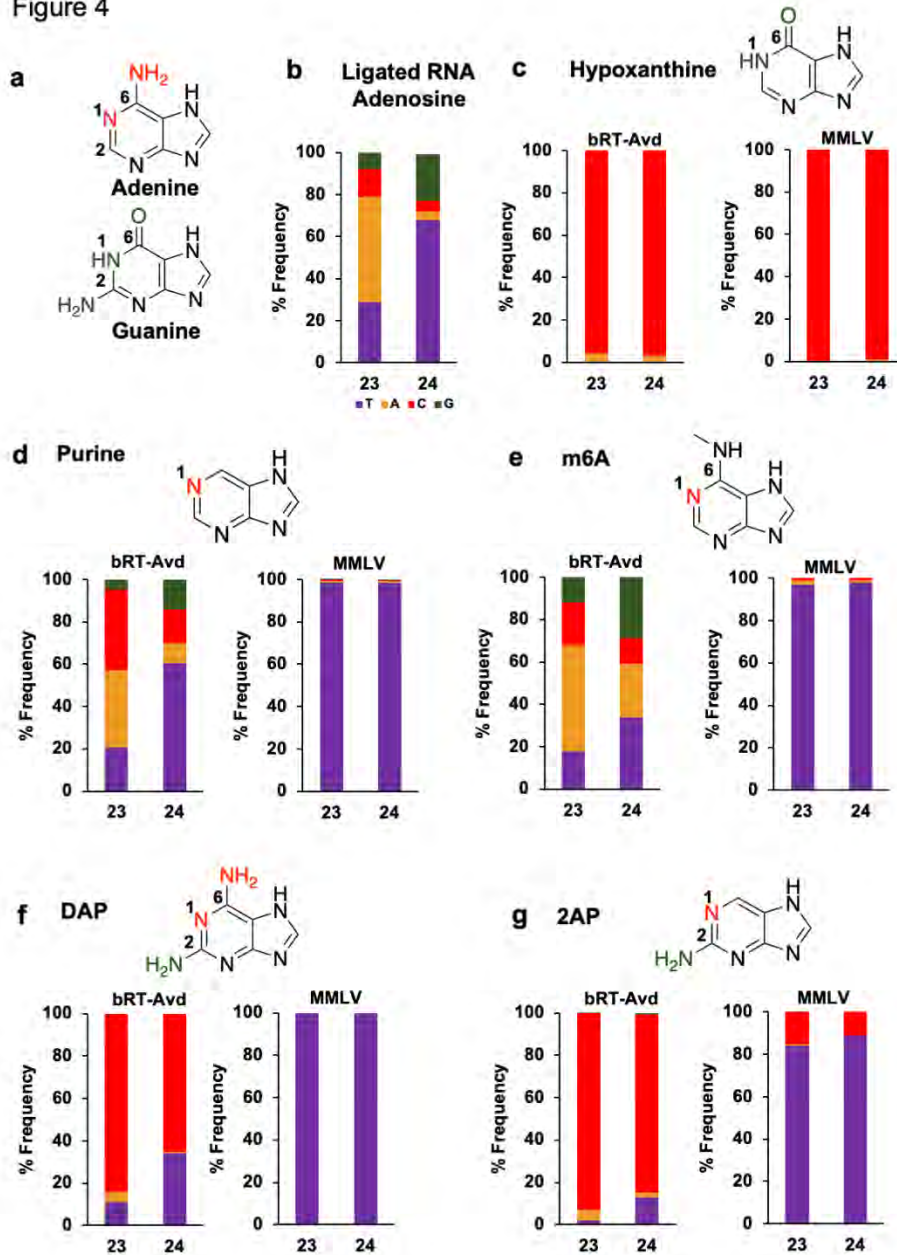 Figure 4
a
NH2
6
H
N
1
N
2
N
N
Adenine
O
6
H
N
1
HN
2
H2N
N
N
Guanine
b
Ligated RNA
Adenosine
% Frequency
100
80
60
40
20
0
23
24
T A C G
c
Hypoxanthine
O
6
H
N
1
HN
N
N
bRT-Avd
% Frequency
100
80
60
40
20
0
23
24
MMLV
% Frequency
100
80
60
40
20
0
23
24
d
Purine
1
N
H
N
N
N
bRT-Avd
% Frequency
100
80
60
40
20
0
23
24
MMLV
% Frequency
100
80
60
40
20
0
23
24
e
m6A
NH
6
H
N
1
N
N
N
bRT-Avd
% Frequency
100
80
60
40
20
0
23
24
MMLV
% Frequency
100
80
60
40
20
0
23
24
f
DAP
NH2
6
H
N
1
N
2
H2N
N
N
bRT-Avd
% Frequency
100
80
60
40
20
0
23
24
MMLV
% Frequency
100
80
60
40
20
0
23
24
g
2AP
1
N
H
N
2
H2N
N
N
bRT-Avd
% Frequency
100
80
60
40
20
0
23
24
MMLV
% Frequency
100
80
60
40
20
0
23
24